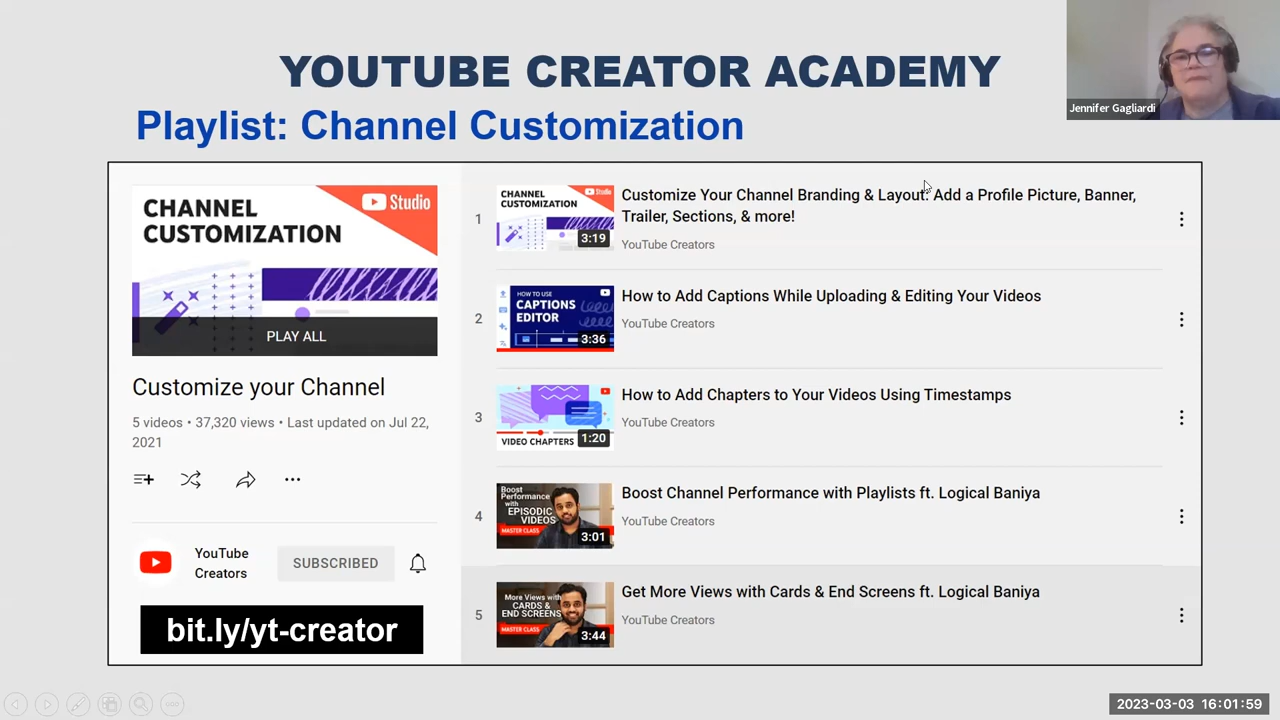 YOUTUBE CREATOR ACADEMY
Jennifer Gagliardi
Playlist: Channel Customization
Studio
CHANNEL
CUSTOMIZATION
PLAY ALL
Customize your Channel
5 videos • 37,320 views • Last updated on Jul 22,
2021
YouTube
Creators
SUBSCRIBED
bit.ly/yt-creator
1
CHANNEL
CUSTOMIZATION
Studio
3:19
Customize Your Channel Branding & Layout: Add a Profile Picture, Banner,
Trailer, Sections, & more!
YouTube Creators
2
HOW TO USE
CAPTIONS
EDITOR
3:36
How to Add Captions While Uploading & Editing Your Videos
YouTube Creators
3
VIDEO CHAPTERS
1:20
How to Add Chapters to Your Videos Using Timestamps
YouTube Creators
4
Boost
Performance
with
EPISODIC
VIDEOS
MASTER CLASS
3:01
Boost Channel Performance with Playlists ft. Logical Baniya
YouTube Creators
5
More Views with
CARDS &
END SCREENS
MASTER CLASS
3:44
Get More Views with Cards & End Screens ft. Logical Baniya
YouTube Creators
2023-03-03 16:01:59